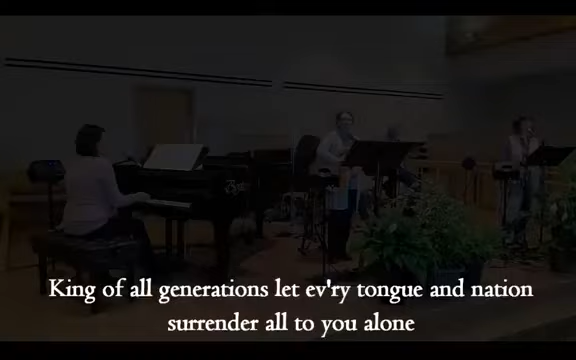 King of all generations let ev'ry tongue and nation
surrender all to you alone